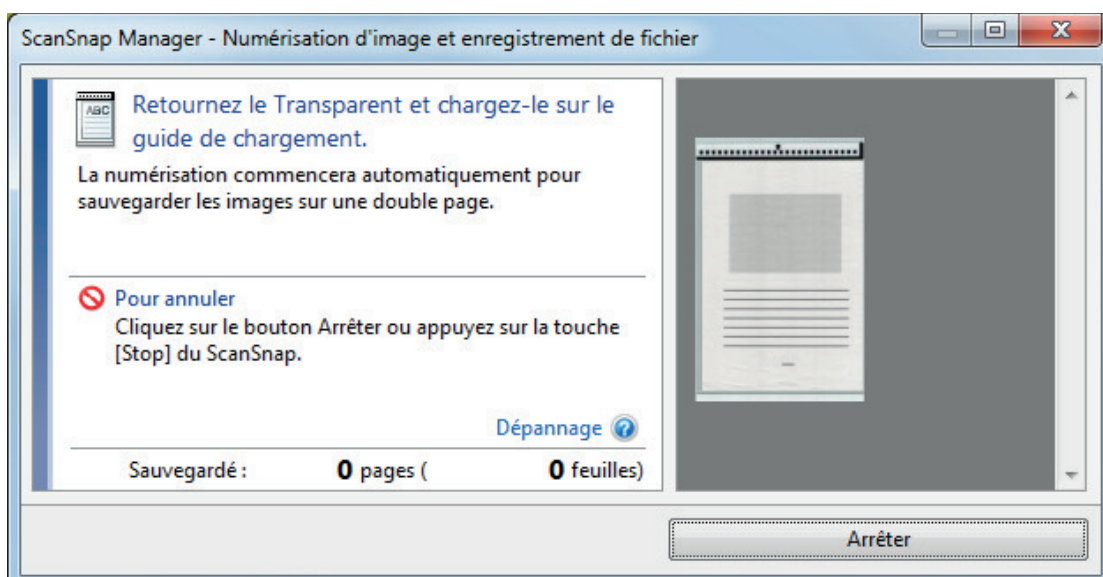 ScanSnap Manager - Numérisation d'image et enregistrement de fichier
ABC
Retournez le Transparent et chargez-le sur le
guide de chargement.
La numérisation commencera automatiquement pour
sauvegarder les images sur une double page.
Pour annuler
Cliquez sur le bouton Arrêter ou appuyez sur la touche
[Stop] du ScanSnap.
Dépannage ?
Sauvegardé : 0 pages ( 0 feuilles)
Arrêter